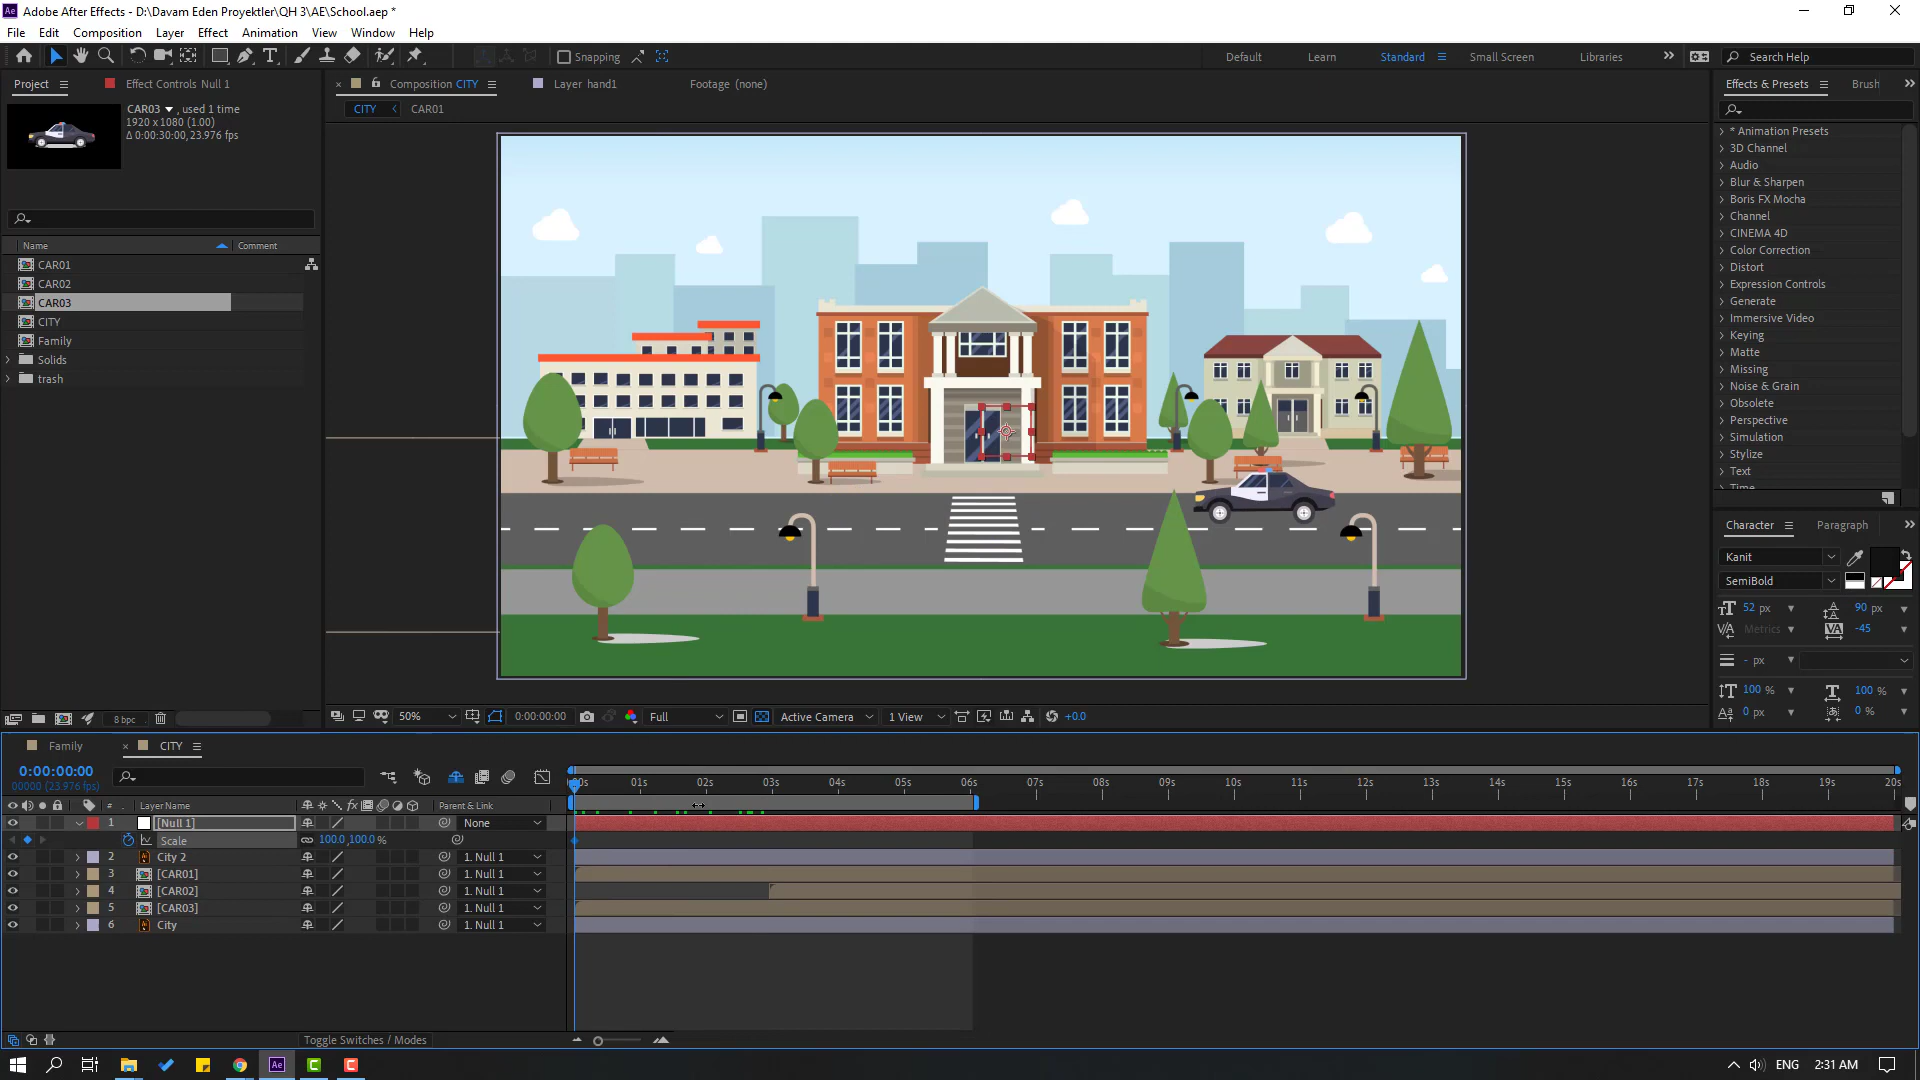 Adobe After Effects - D:\Davam Eden Proyektler\QH 3\AE\School.aep *
File Edit Composition Layer Effect Animation View Window Help
Snapping
Default Learn Standard Small Screen Libraries
Search Help
Project
Effect Controls Null 1
Composition CITY
Layer hand1
Footage (none)
CITY CAR01
CAR03 , used 1 time
1920 x 1080 (1.00)
Δ 0:00:30:00, 23.976 fps
Name Comment
CAR01
CAR02
CAR03
CITY
Family
Solids
trash
8 bpc
50%
0:00:00:00
Full
Active Camera
1 View
+0.0
Effects & Presets Brush
* Animation Presets
3D Channel
Audio
Blur & Sharpen
Boris FX Mocha
Channel
CINEMA 4D
Color Correction
Distort
Expression Controls
Generate
Immersive Video
Keying
Matte
Missing
Noise & Grain
Obsolete
Perspective
Simulation
Stylize
Text
Time
Character Paragraph
Kanit
SemiBold
52 px 90 px
Metrics -45
- px
100 % 100 %
0 px 0 %
Family CITY
0:00:00:00
00000 (23.976 fps)
:00s 01s 02s 03s 04s 05s 06s 07s 08s 09s 10s 11s 12s 13s 14s 15s 16s 17s 18s 19s 20s
# Layer Name Parent & Link
1 [Null 1] None
Scale 100.0,100.0 %
2 City 2 1. Null 1
3 [CAR01] 1. Null 1
4 [CAR02] 1. Null 1
5 [CAR03] 1. Null 1
6 City 1. Null 1
Toggle Switches / Modes
ENG 2:31 AM